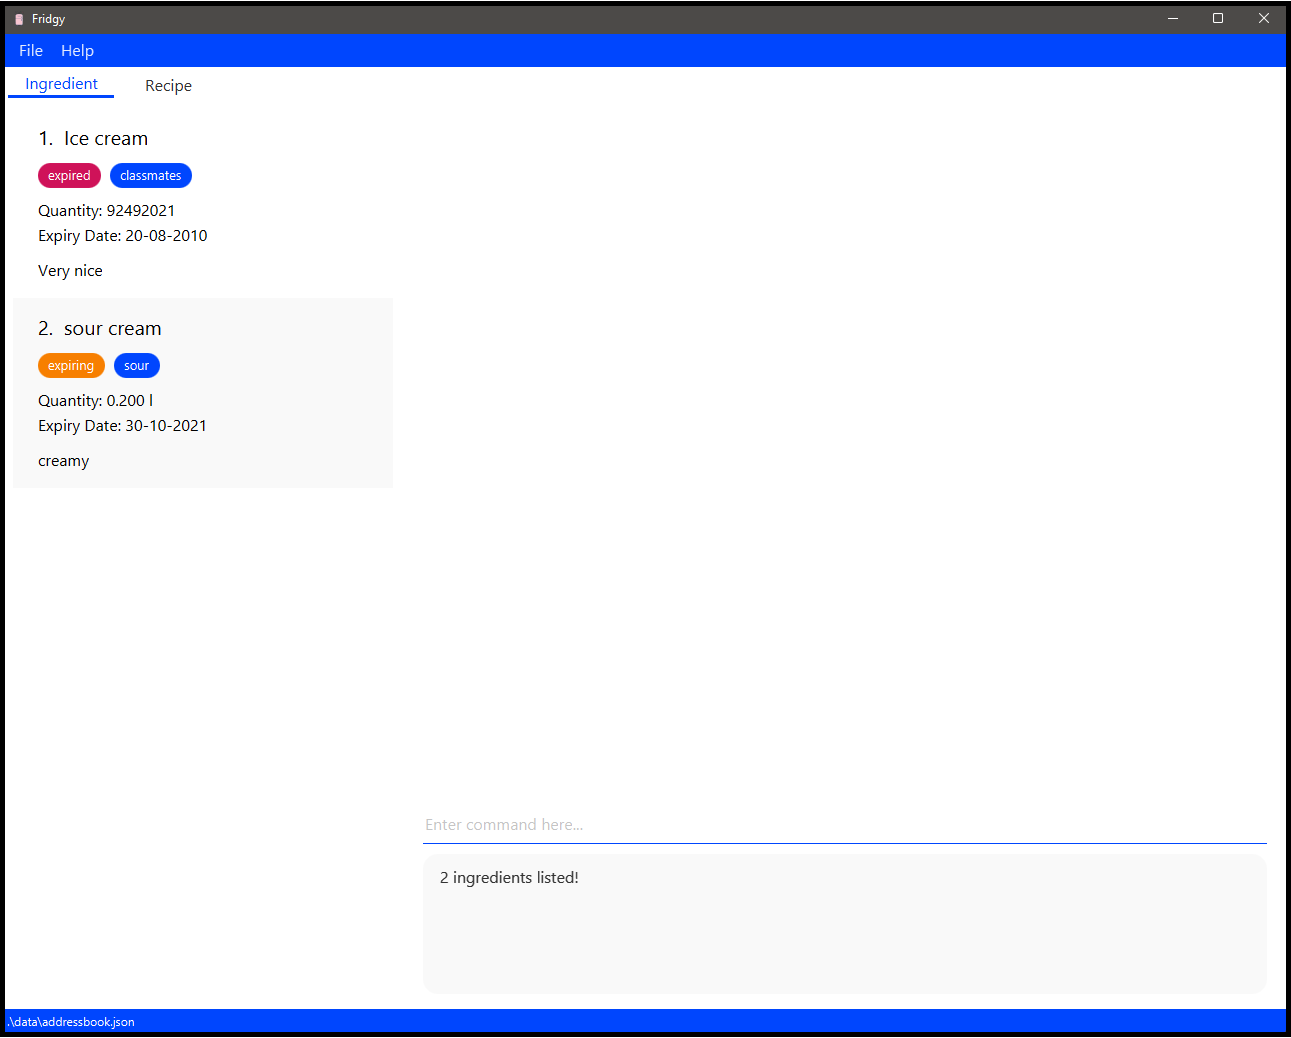 Fridgy
File Help
Ingredient Recipe
1. Ice cream
expired classmates
Quantity: 92492021
Expiry Date: 20-08-2010
Very nice
2. sour cream
expiring sour
Quantity: 0.200 l
Expiry Date: 30-10-2021
creamy
Enter command here...
2 ingredients listed!
.\data\addressbook.json